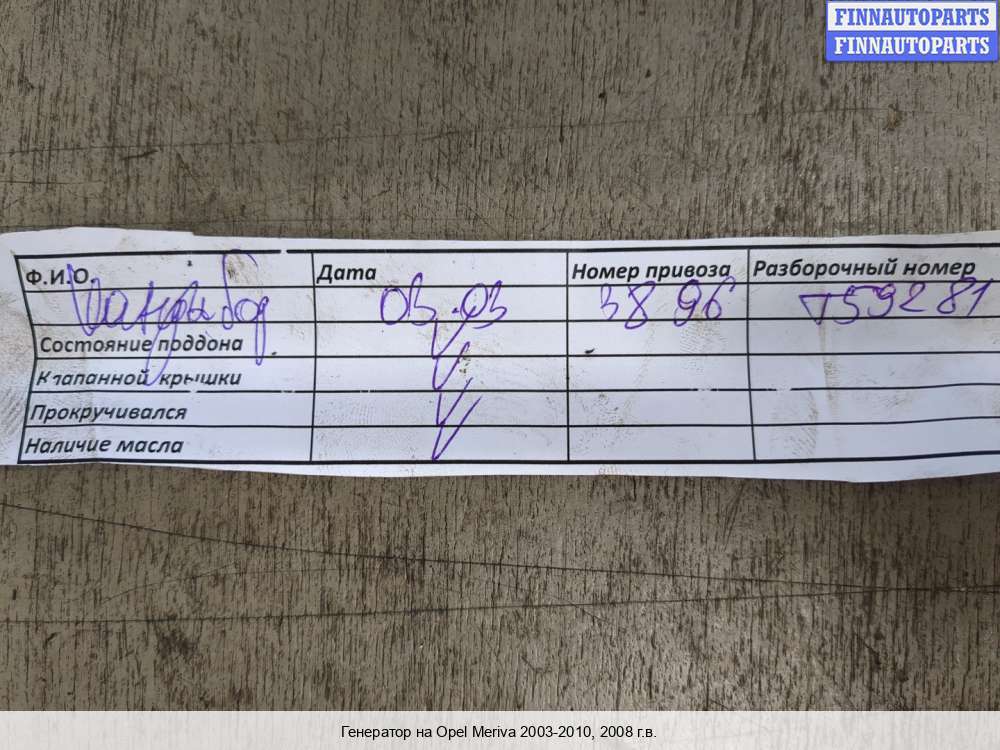 FINNAUTOPARTS
FINNAUTOPARTS
Ф.И.О. Дата Номер привоза Разборочный номер
03.03 3896 T59281
Состояние поддона
Клапанной крышки
Прокручивался
Наличие масла
Генератор на Opel Meriva 2003-2010, 2008 г.в.